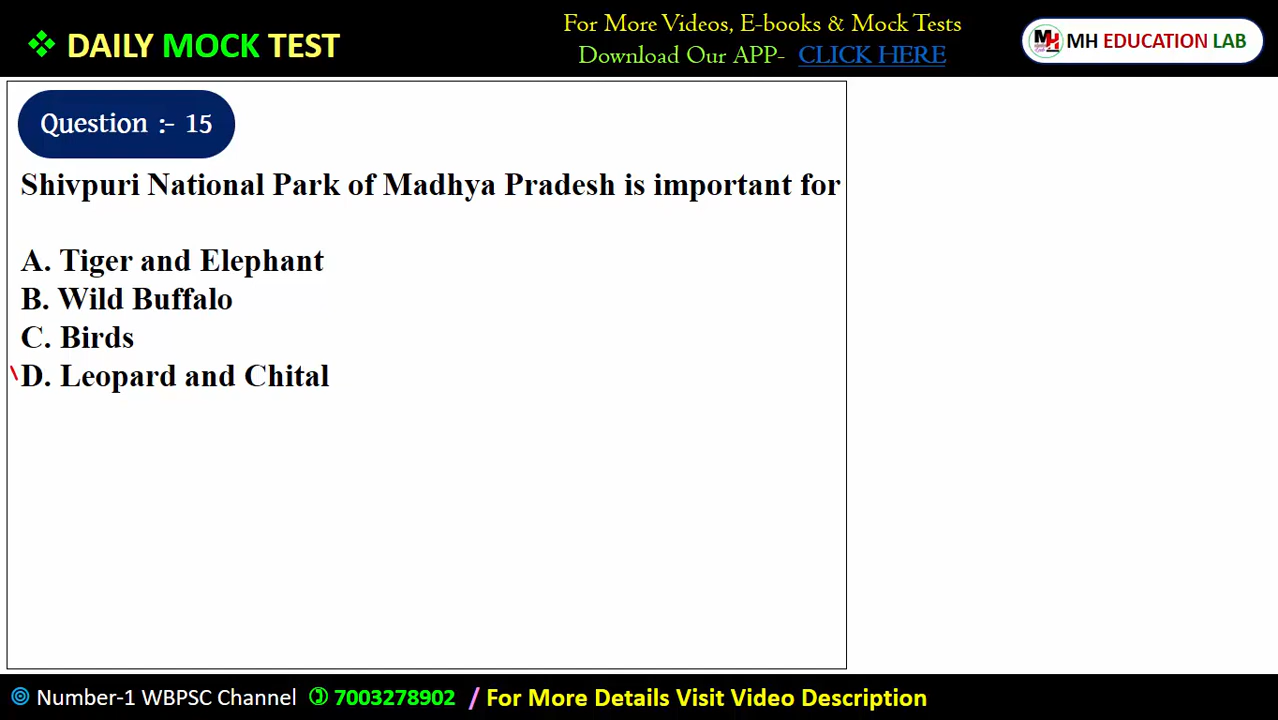 DAILY MOCK TEST
For More Videos, E-books & Mock Tests
Download Our APP- CLICK HERE
MH EDUCATION LAB
Question :- 15
Shivpuri National Park of Madhya Pradesh is important for
A. Tiger and Elephant
B. Wild Buffalo
C. Birds
D. Leopard and Chital
Number-1 WBPSC Channel 7003278902 / For More Details Visit Video Description